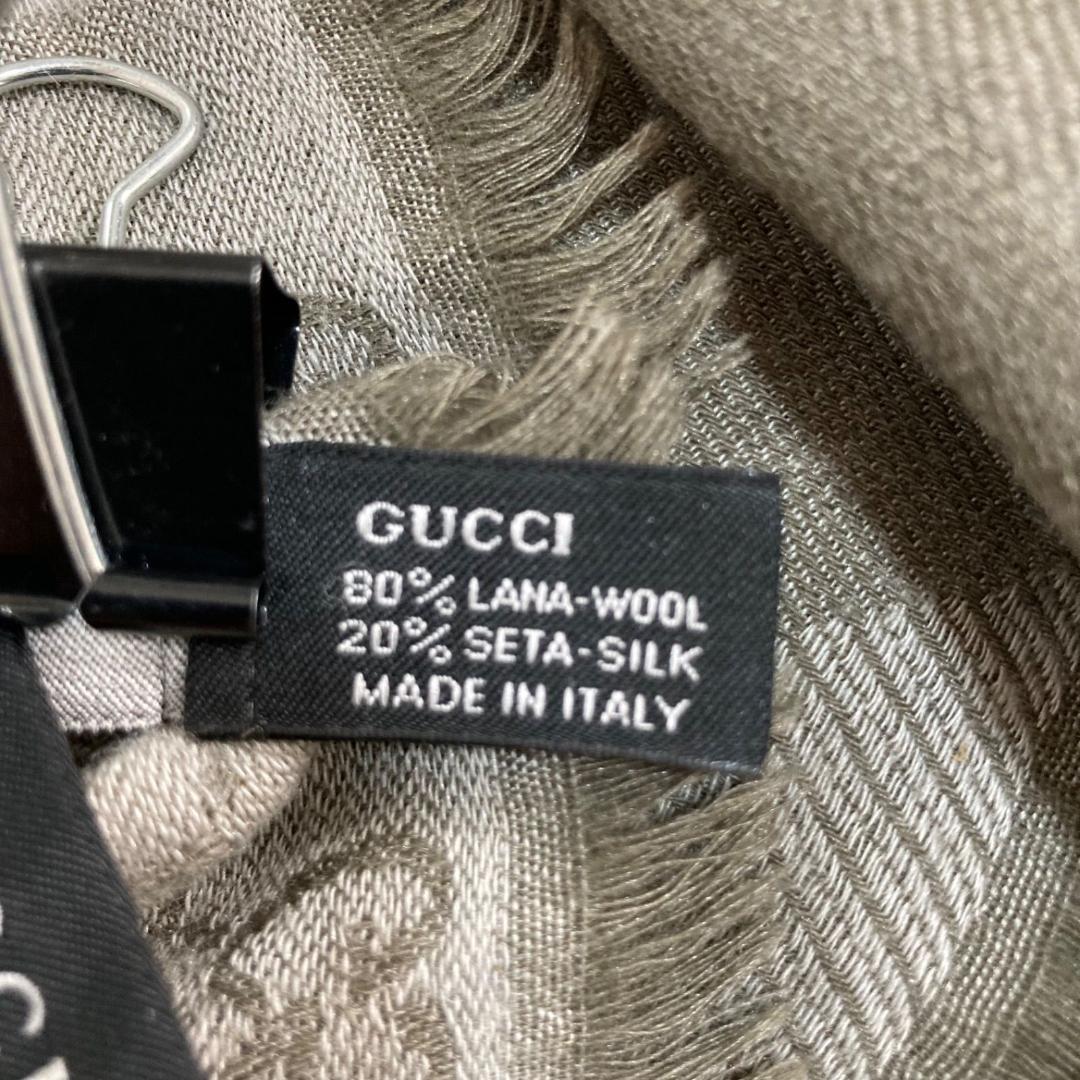 GUCCI
80% LANA-WOOL
20% SETA-SILK
MADE IN ITALY